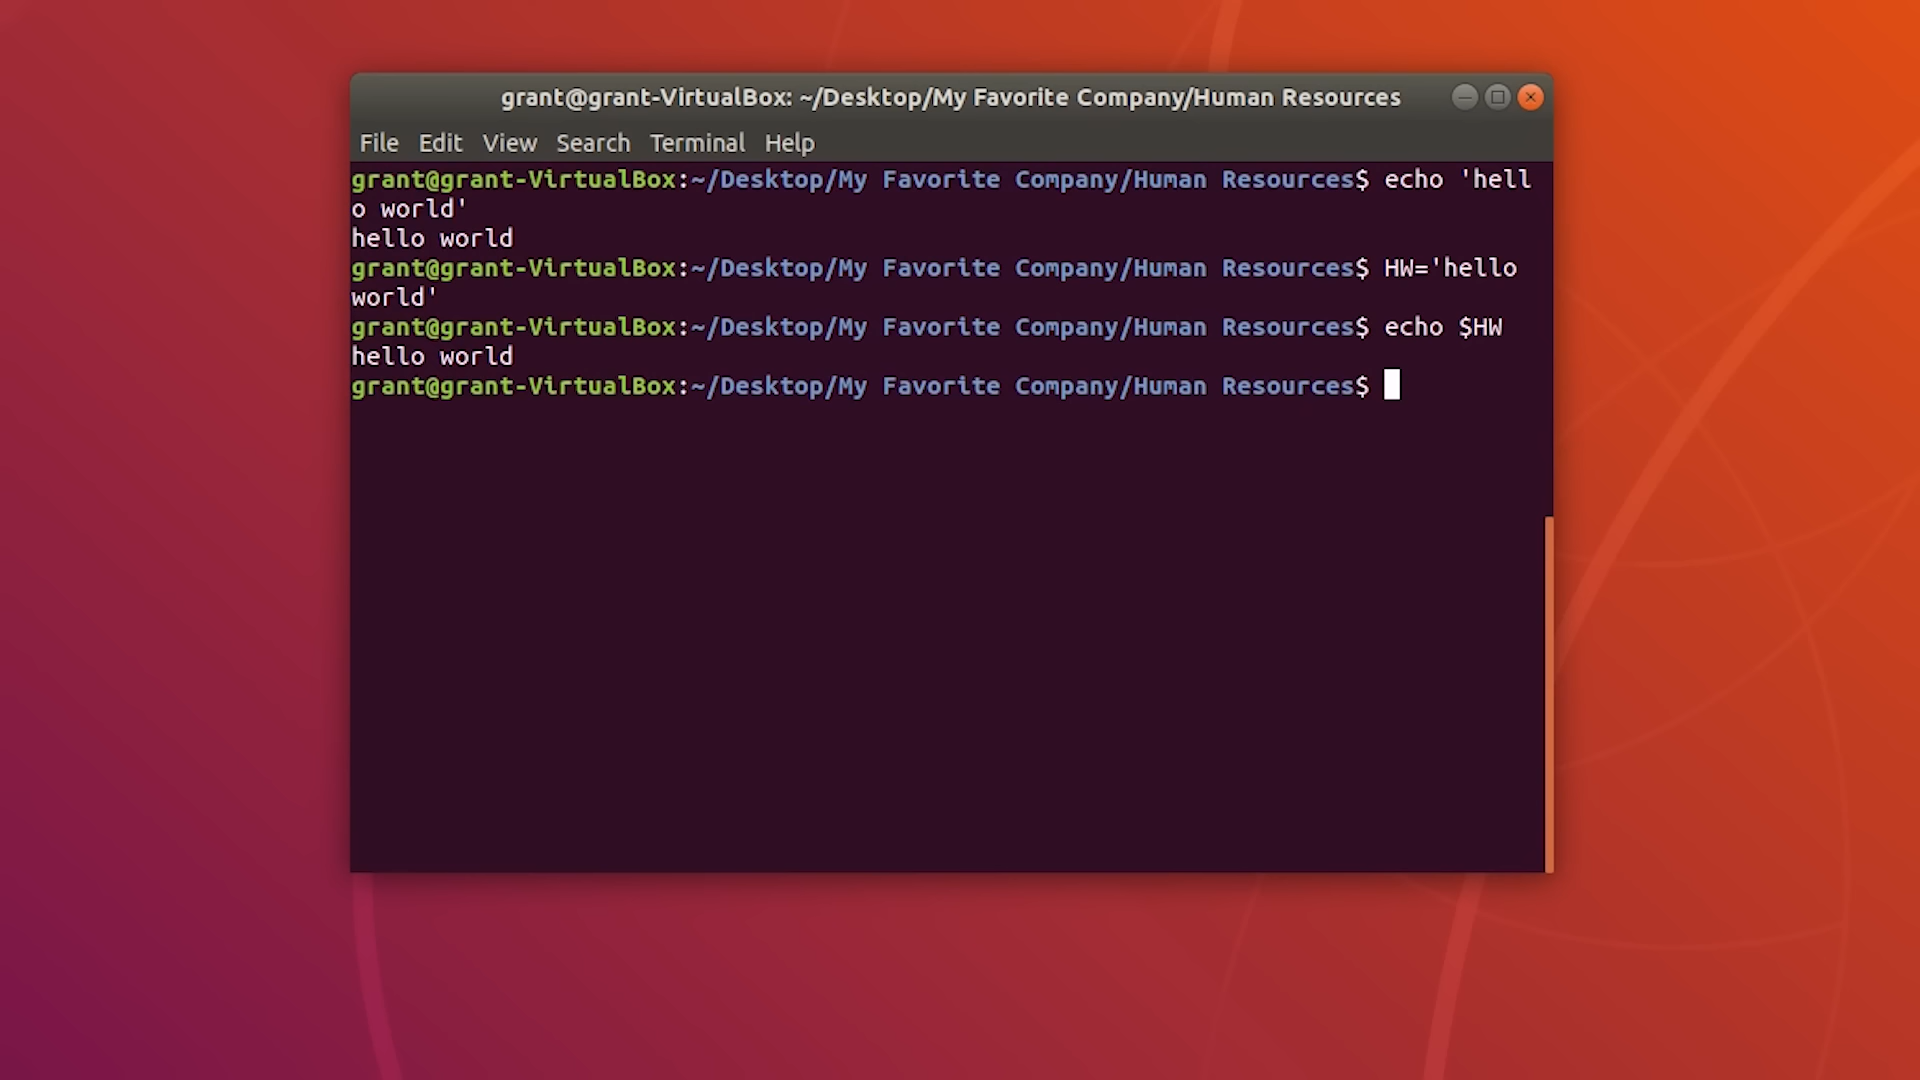 grant@grant-VirtualBox: ~/Desktop/My Favorite Company/Human Resources
File Edit View Search Terminal Help
grant@grant-VirtualBox:~/Desktop/My Favorite Company/Human Resources$ echo 'hell
o world'
hello world
grant@grant-VirtualBox:~/Desktop/My Favorite Company/Human Resources$ HW='hello
world'
grant@grant-VirtualBox:~/Desktop/My Favorite Company/Human Resources$ echo $HW
hello world
grant@grant-VirtualBox:~/Desktop/My Favorite Company/Human Resources$